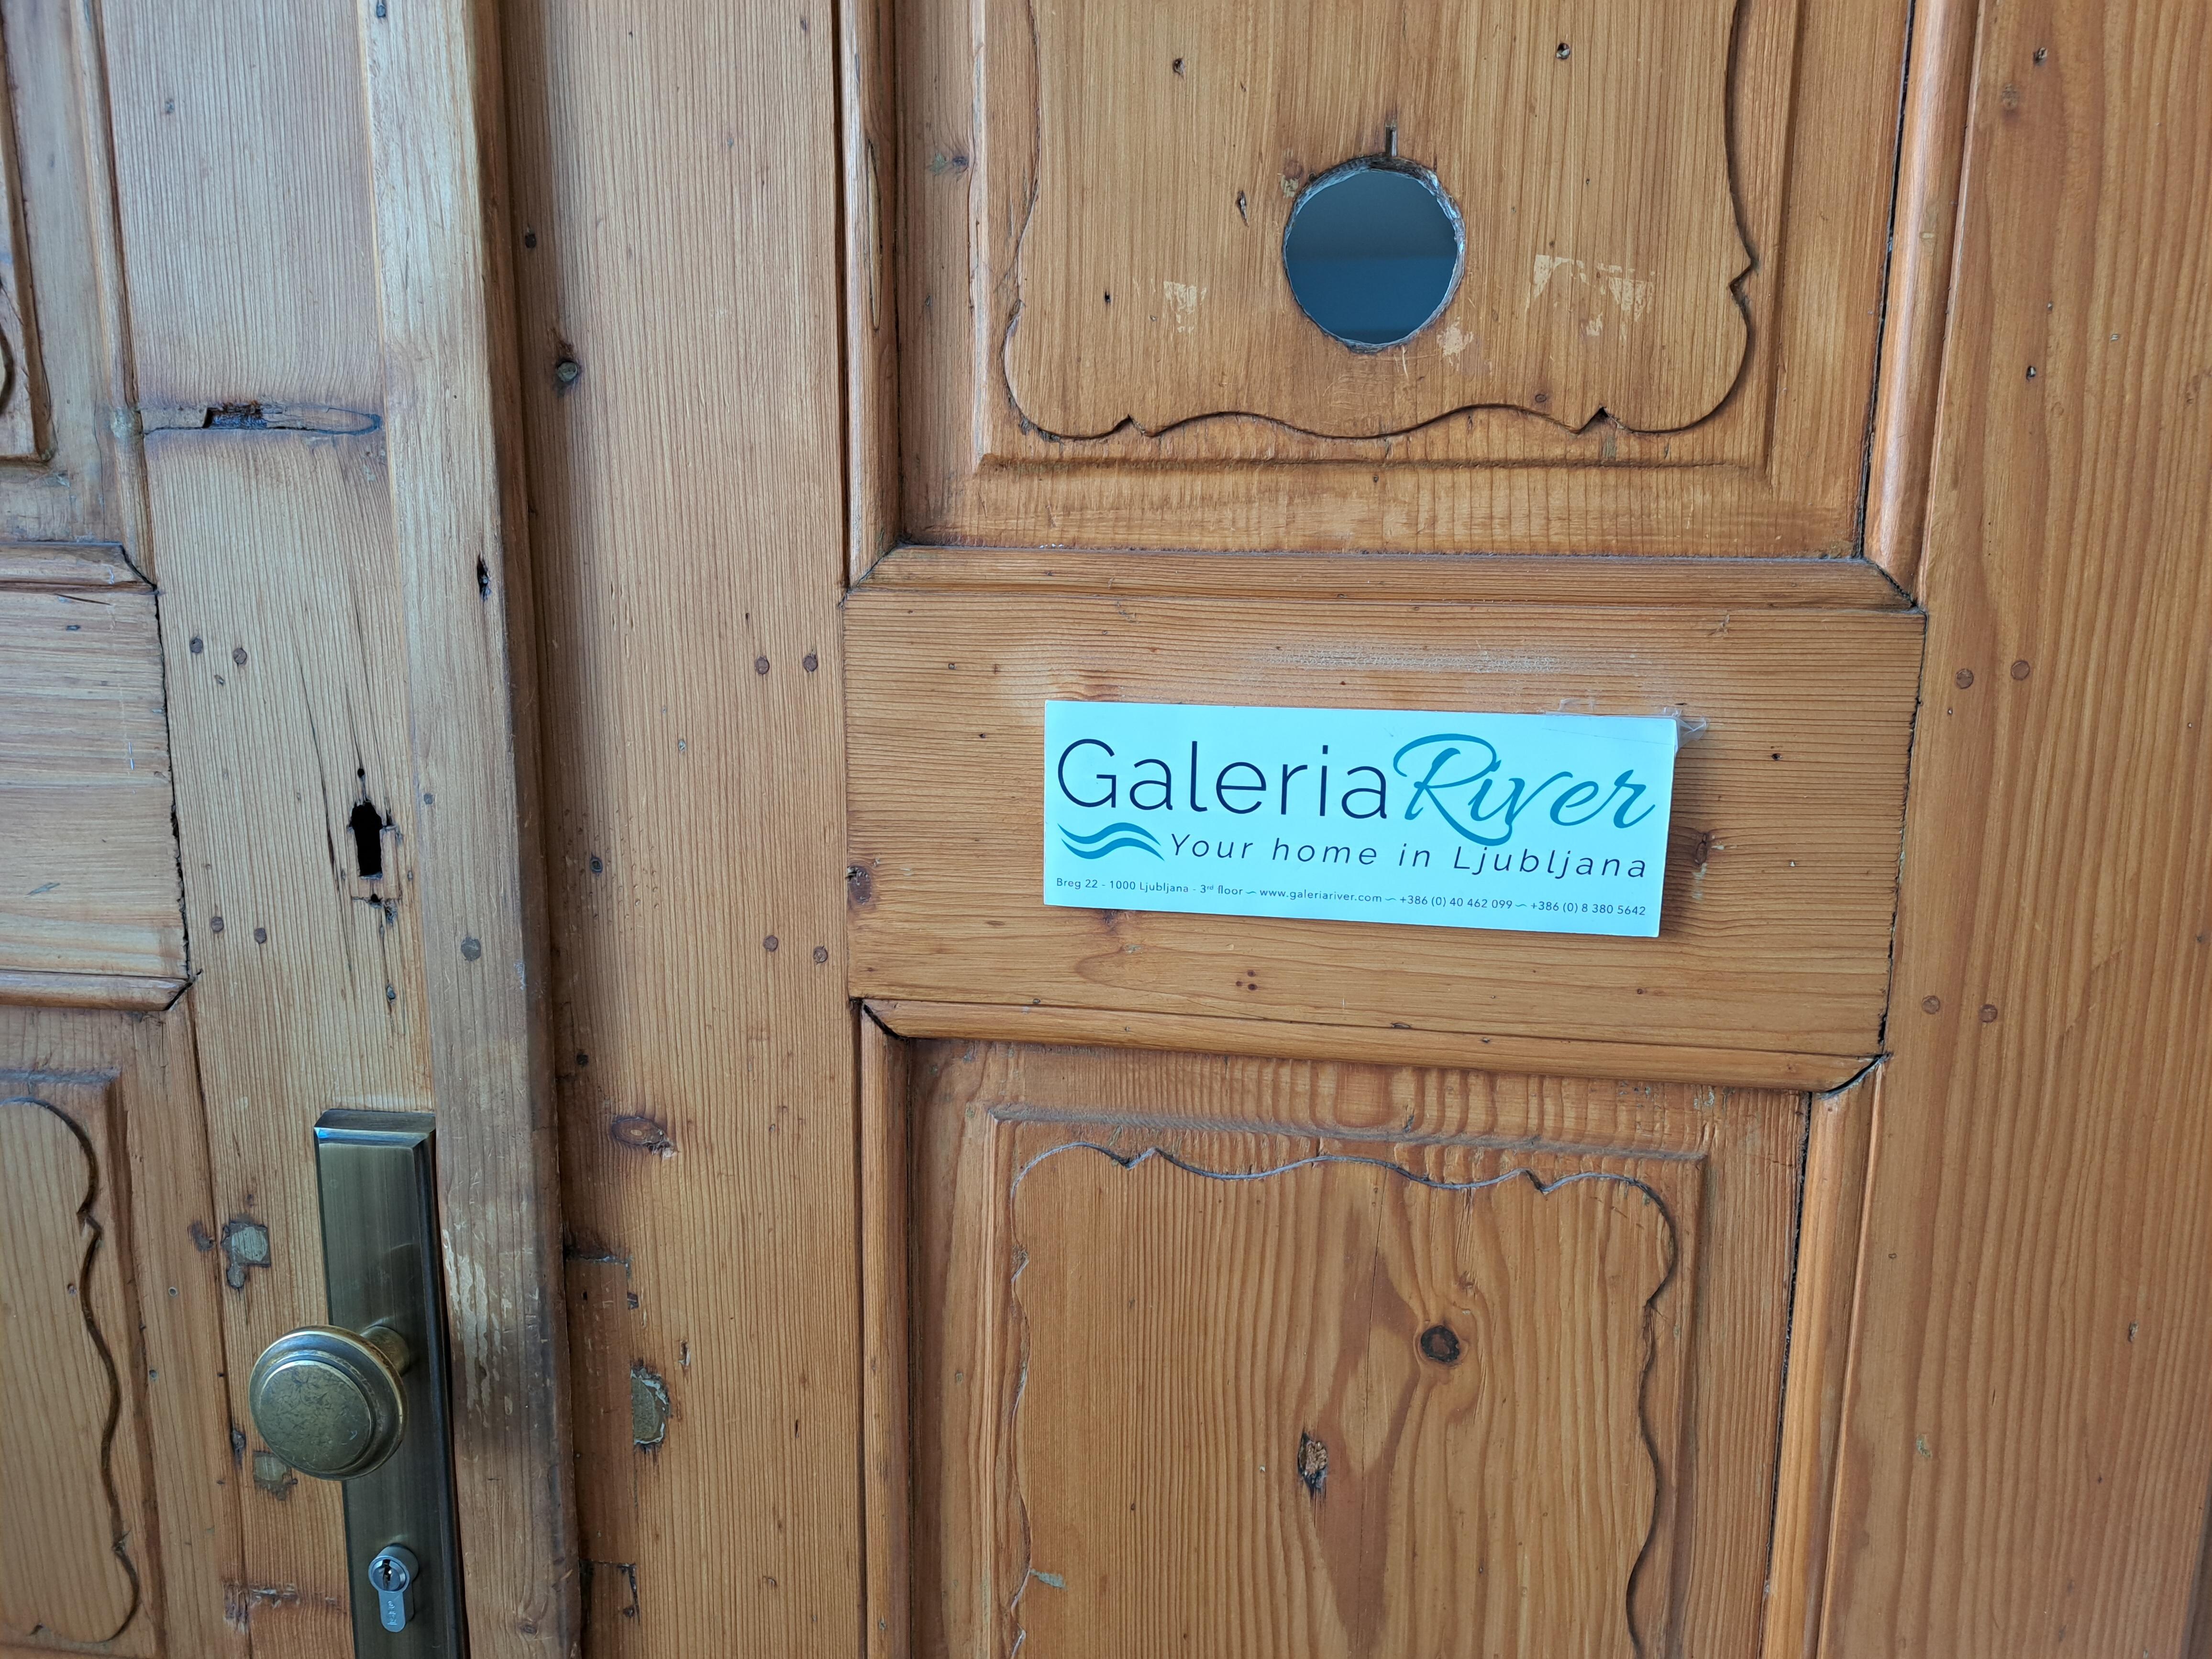 GaleriaRiver
Your home in Ljubljana
Breg 22 - 1000 Ljubljana - 3rd floor ~ www.galeriariver.com ~ +386 (0) 40 462 099 ~ +386 (0) 8 380 5642